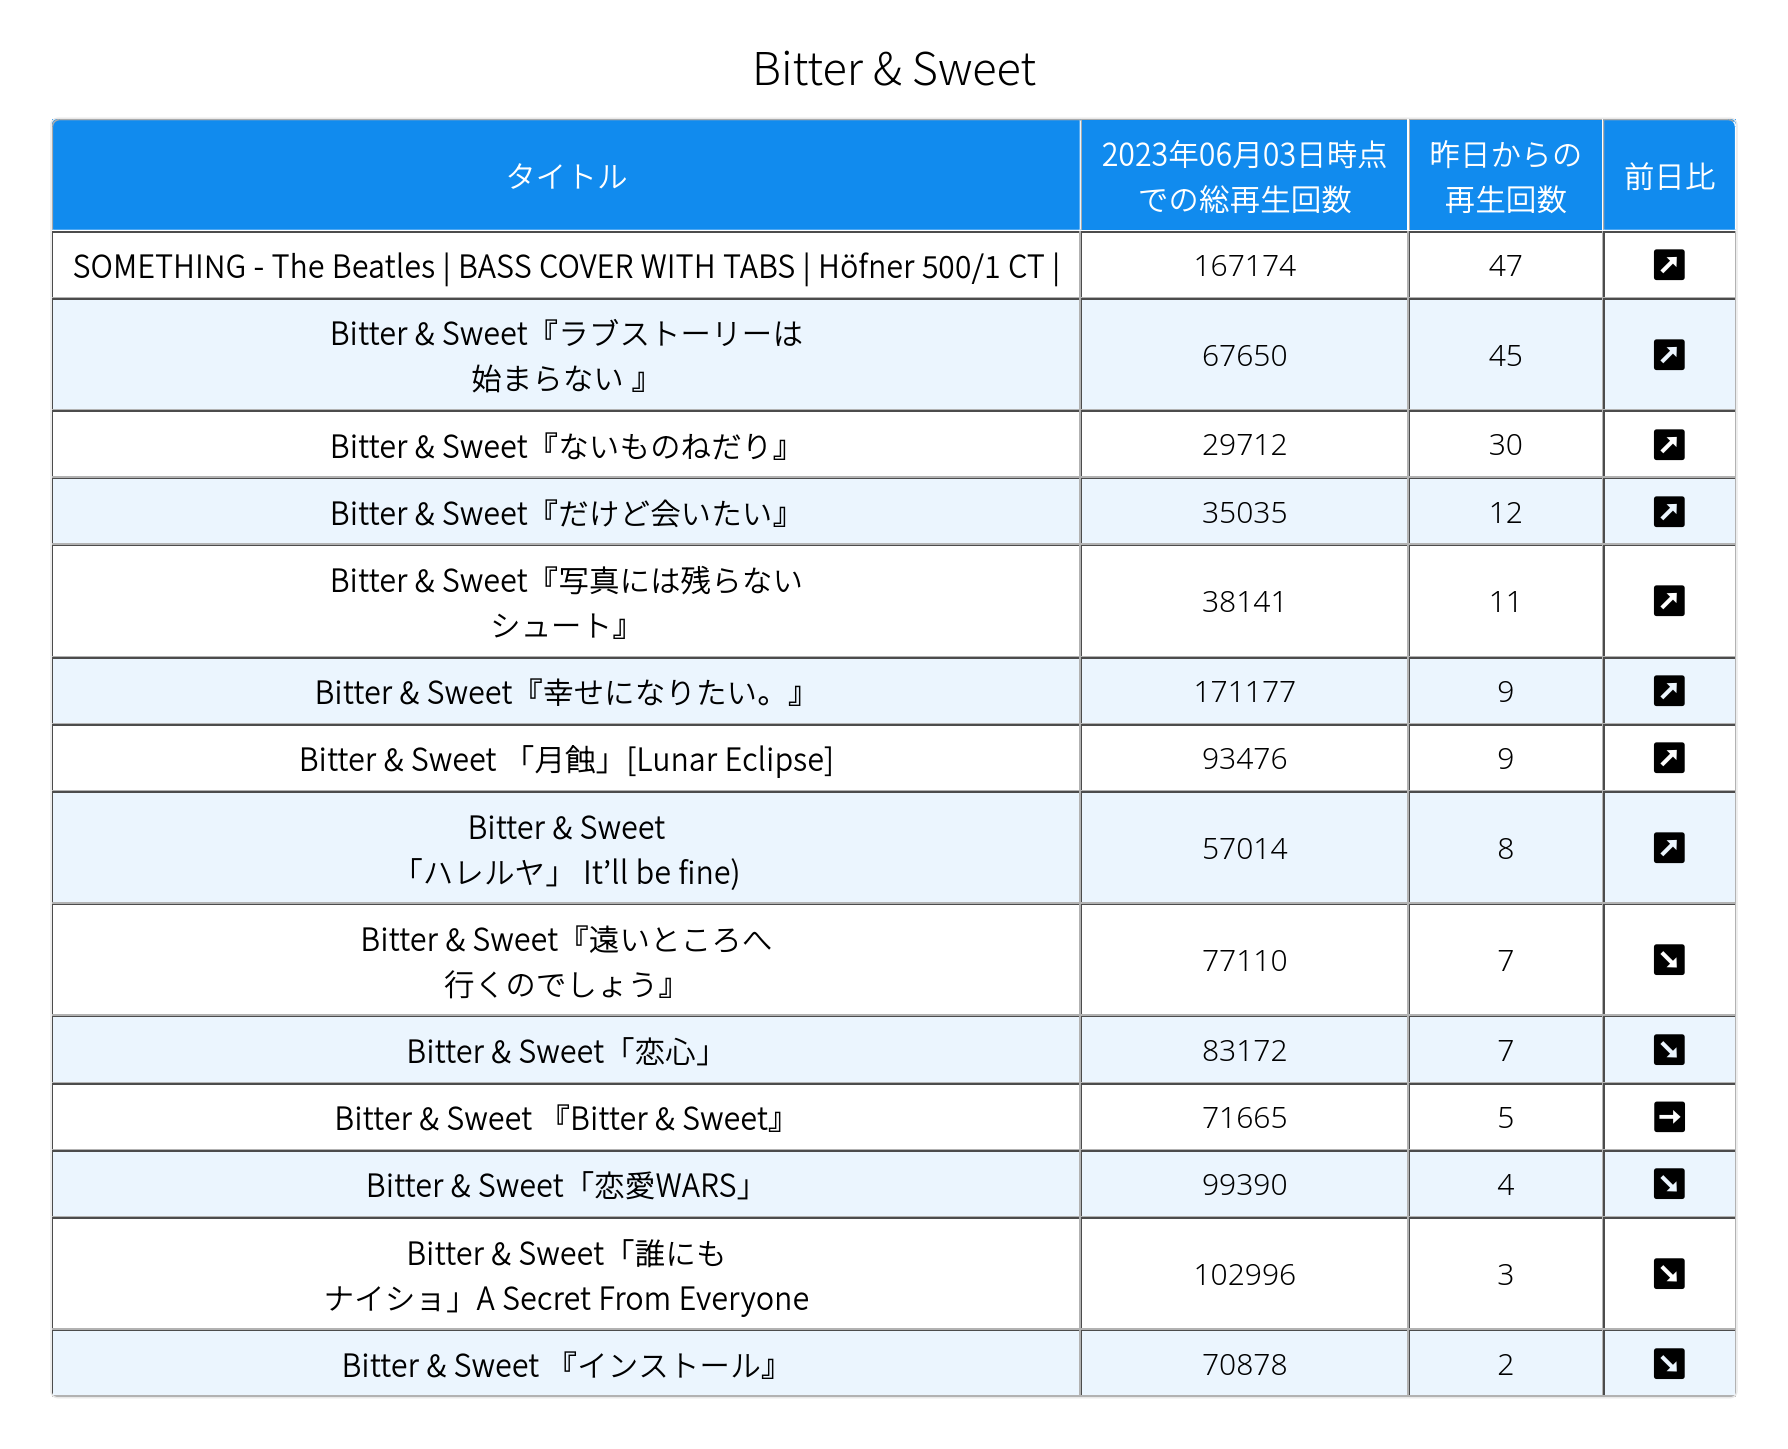 Bitter & Sweet
タイトル
2023年06月03日時点
での総再生回数
昨日からの
再生回数
前日比
SOMETHING - The Beatles | BASS COVER WITH TABS | Höfner 500/1 CT |
167174
47
Bitter & Sweet『ラブストーリーは
始まらない 』
67650
45
Bitter & Sweet『ないものねだり』
29712
30
Bitter & Sweet『だけど会いたい』
35035
12
Bitter & Sweet『写真には残らない
シュート』
38141
11
Bitter & Sweet『幸せになりたい。』
171177
9
Bitter & Sweet 「月蝕」[Lunar Eclipse]
93476
9
Bitter & Sweet
「ハレルヤ」 It’ll be fine)
57014
8
Bitter & Sweet『遠いところへ
行くのでしょう』
77110
7
Bitter & Sweet「恋心」
83172
7
Bitter & Sweet 『Bitter & Sweet』
71665
5
Bitter & Sweet「恋愛WARS」
99390
4
Bitter & Sweet「誰にも
ナイショ」A Secret From Everyone
102996
3
Bitter & Sweet 『インストール』
70878
2